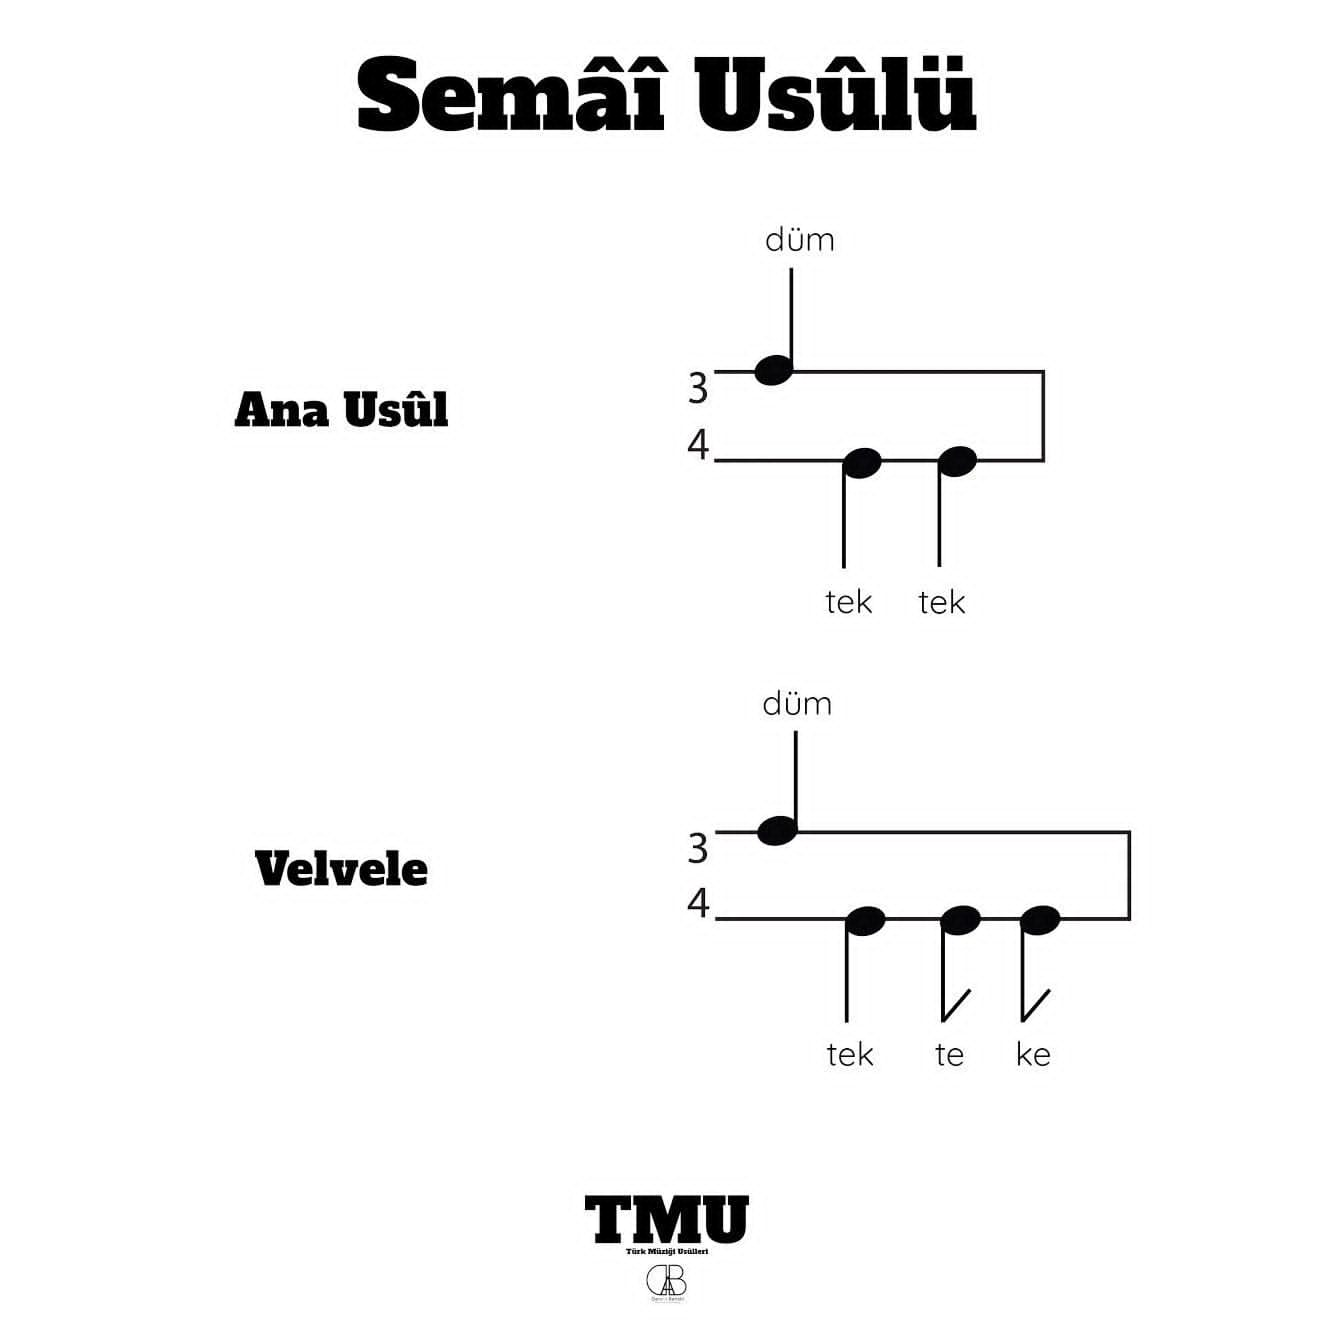 Semâî Usûlü
düm
3
4
Ana Usûl
tek tek
düm
3
4
Velvele
tek te ke
TMU
Türk Müziği Usülleri